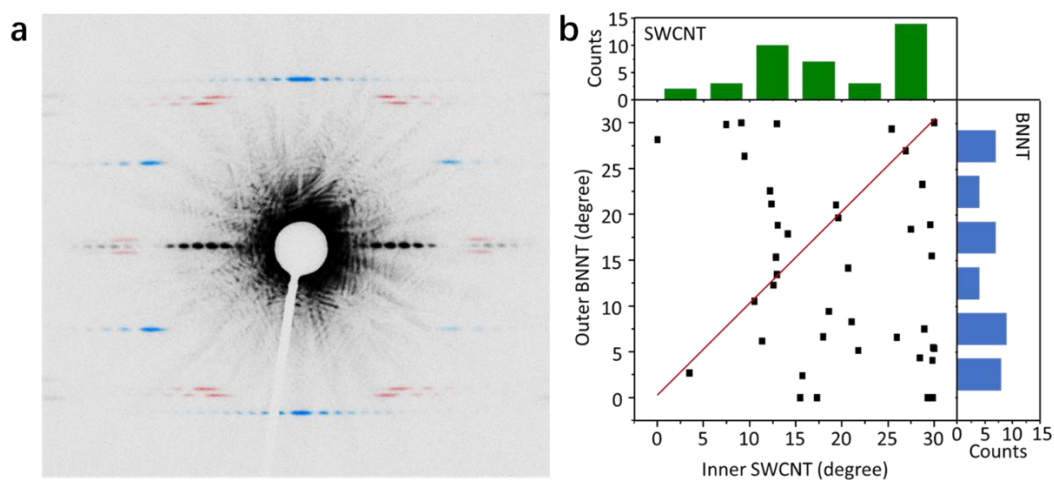 a
b
SWCNT
Counts
15
10
5
0
BNNT
30
25
20
15
10
5
0
Outer BNNT (degree)
0 5 10 15 20 25 30
Inner SWCNT (degree)
0 5 10 15
Counts